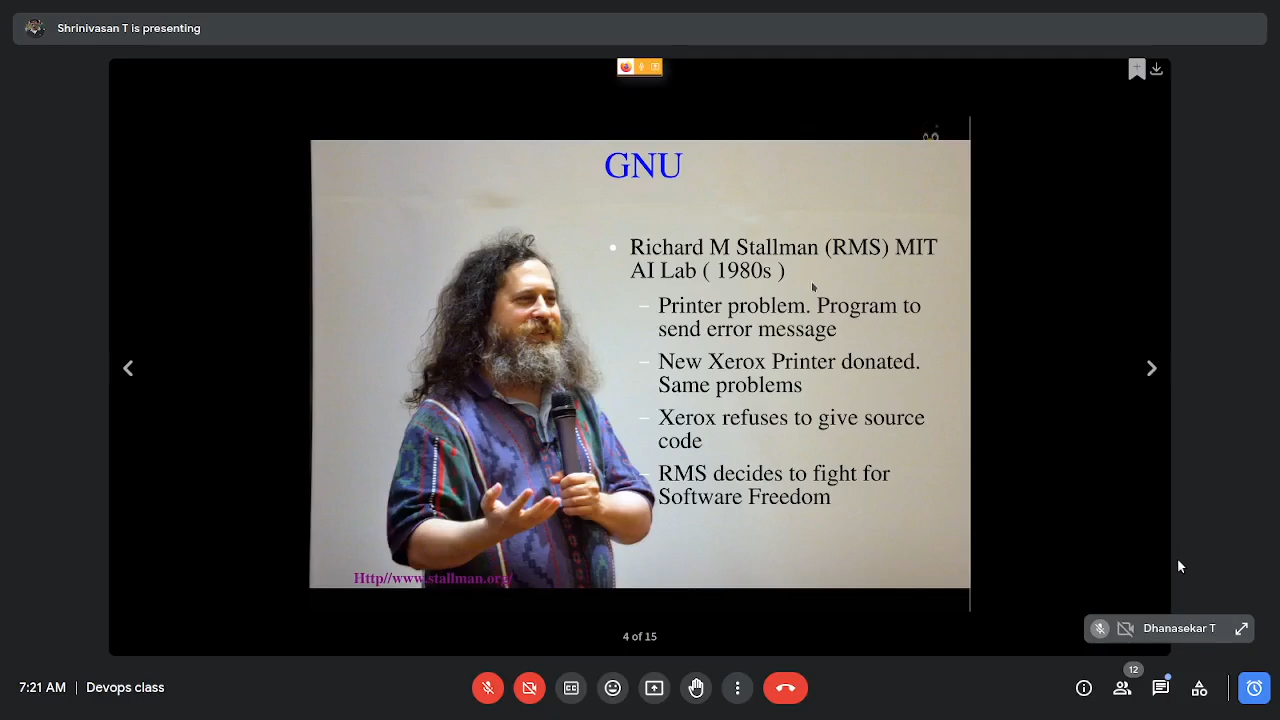 Shrinivasan T is presenting
GNU
Richard M Stallman (RMS) MIT
AI Lab ( 1980s )
Printer problem. Program to
send error message
New Xerox Printer donated.
Same problems
Xerox refuses to give source
code
RMS decides to fight for
Software Freedom
Http//www.stallman.org/
4 of 15
Dhanasekar T
7:21 AM | Devops class
12